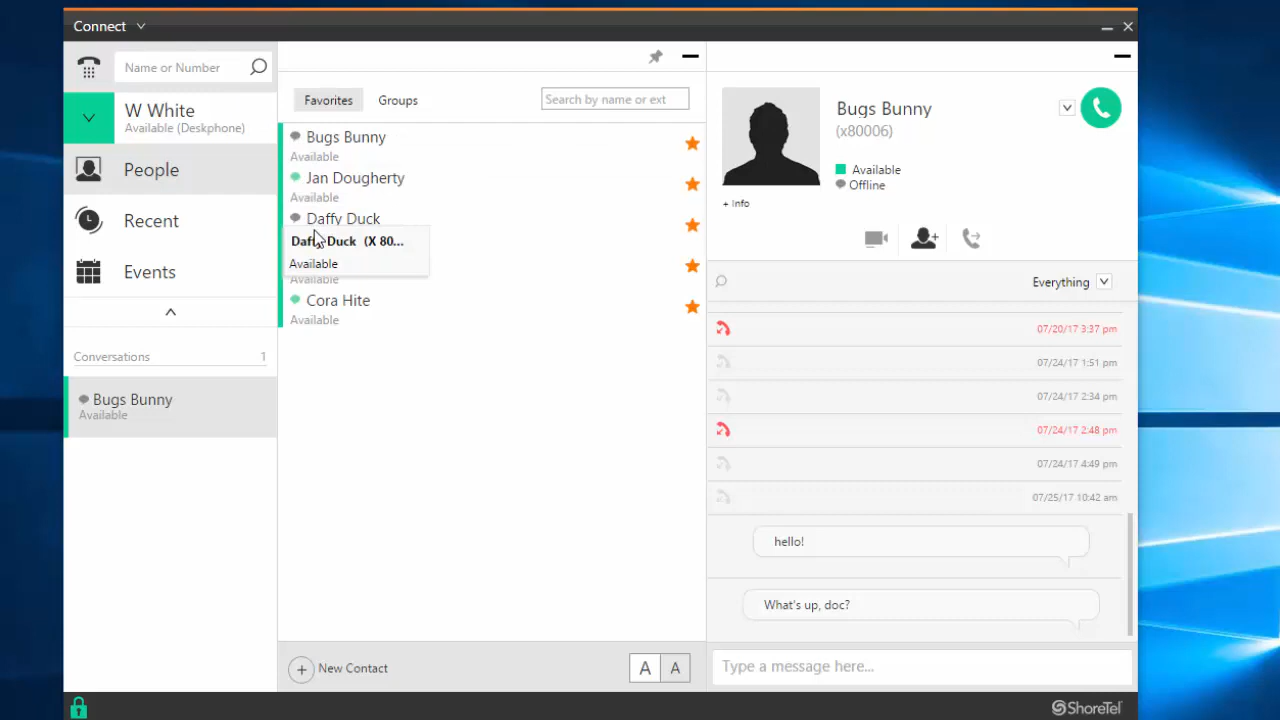 Connect
Name or Number
W White
Available (Deskphone)
People
Recent
Events
Conversations 1
Bugs Bunny
Available
Favorites Groups
Search by name or ext
Bugs Bunny
Available
Jan Dougherty
Available
Daffy Duck
Daffy Duck (X 80...
Available
Available
Cora Hite
Available
+ New Contact
A A
Bugs Bunny
(x80006)
Available
Offline
+ Info
Everything
07/20/17 3:37 pm
07/24/17 1:51 pm
07/24/17 2:34 pm
07/24/17 2:48 pm
07/24/17 4:49 pm
07/25/17 10:42 am
hello!
What's up, doc?
Type a message here...
ShoreTel